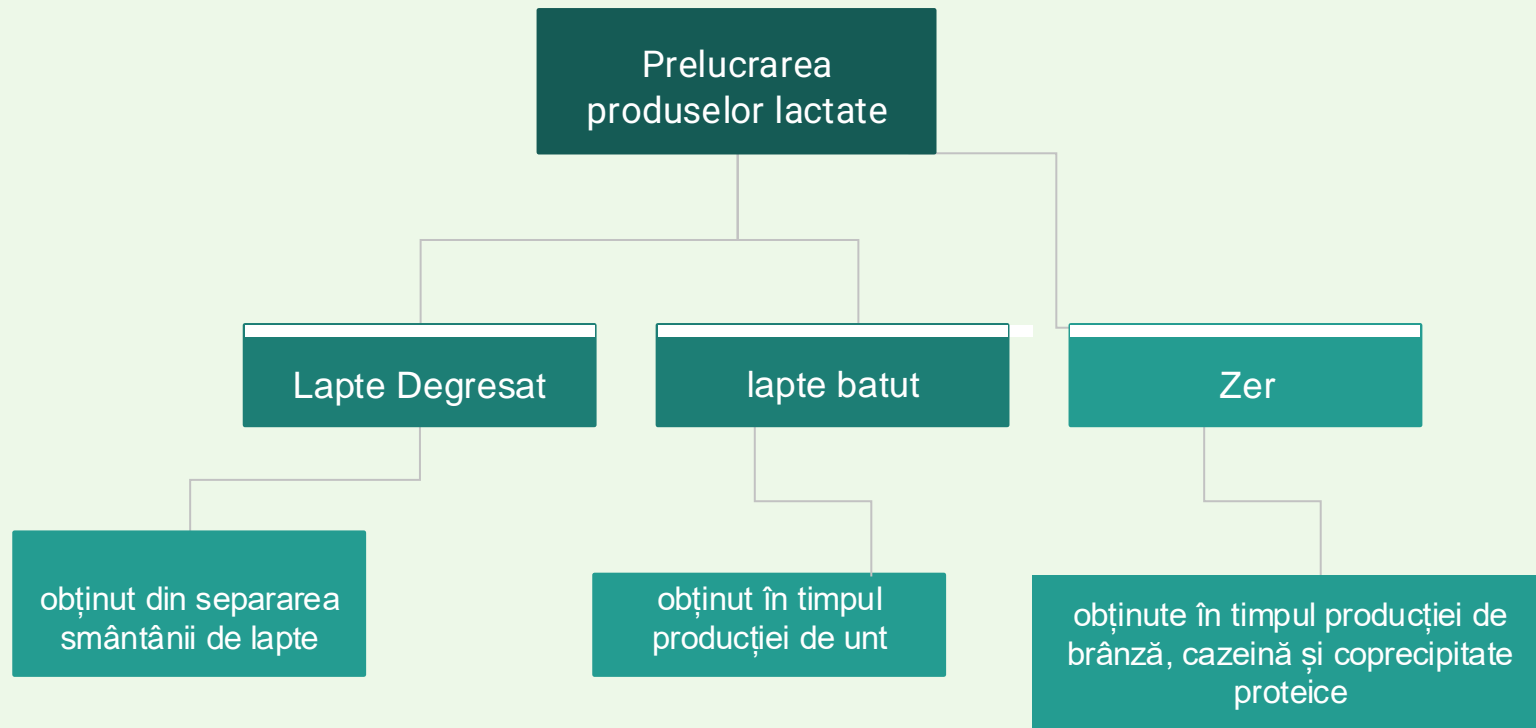 Prelucrarea
produselor lactate
Lapte Degresat
lapte batut
Zer
obținut din separarea
smântânii de lapte
obținut în timpul
producției de unt
obținute în timpul producției de
brânză, cazeină și coprecipitate
proteice